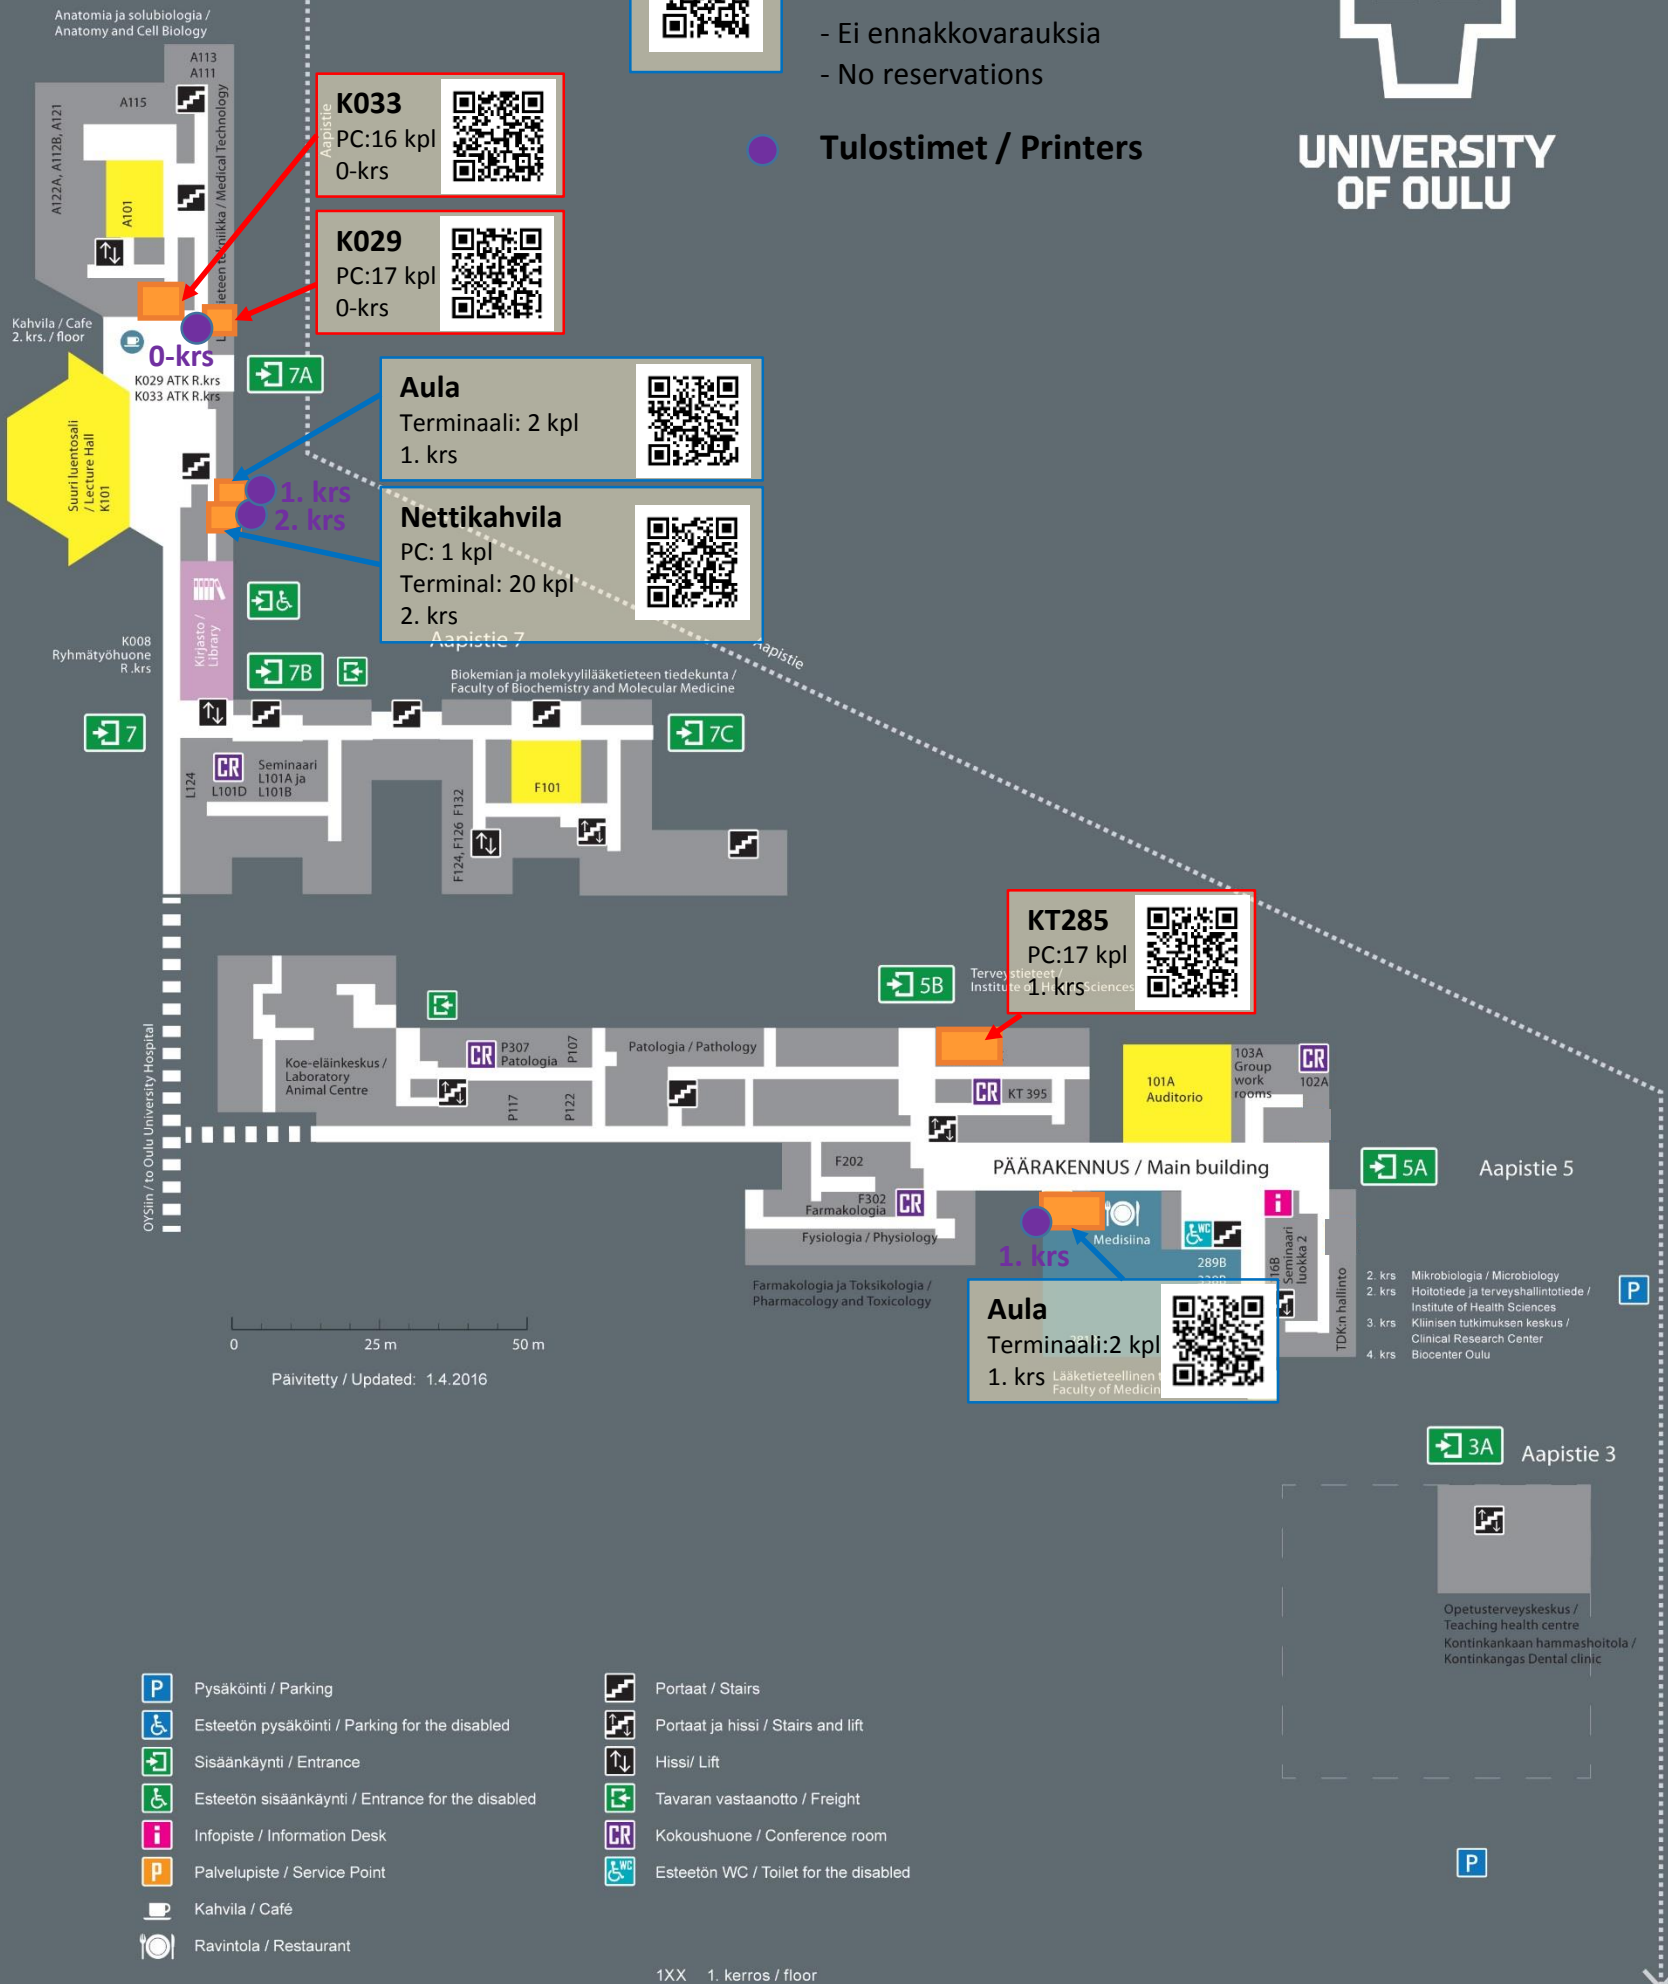 Anatomia ja solubiologia /
Anatomy and Cell Biology
- Ei ennakkovarauksia
- No reservations
Tulostimet / Printers
UNIVERSITY
OF OULU
A113
A111
A115
A122A, A112B, A121
A101
Aapistie
K033
PC:16 kpl
0-krs
K029
PC:17 kpl
0-krs
Kahvila / Cafe
2. krs. / floor
0-krs
K029 ATK R.krs
K033 ATK R.krs
7A
Aula
Terminaali: 2 kpl
1. krs
Suuri luentosali
/ Lecture Hall
K101
1. krs
2. krs
Nettikahvila
PC: 1 kpl
Terminal: 20 kpl
2. krs
Aapistie 7
Aapistie
K008
Ryhmätyöhuone
R .krs
Kirjasto /
Library
7B
Biokemian ja molekyylilääketieteen tiedekunta /
Faculty of Biochemistry and Molecular Medicine
7
7C
L124
CR
L101D
Seminaari
L101A ja
L101B
F124, F126 F132
F101
KT285
PC:17 kpl
1. krs
5B
Terveystieteet /
OYSiin / to Oulu University Hospital
Koe-eläinkeskus /
Laboratory
Animal Centre
CR
P307
Patologia
P107
P117
P122
Patologia / Pathology
CR KT 395
101A
Auditorio
103A
Group
work
rooms
CR
102A
PÄÄRAKENNUS / Main building
5A
Aapistie 5
F202
F302
Farmakologia
CR
Fysiologia / Physiology
Farmakologia ja Toksikologia /
Pharmacology and Toxicology
Medisiina
WC
1. krs
289B
Seminaari
luokka 2
TDK:n hallinto
Aula
Terminaali:2 kpl
1. krs
Lääketieteellinen
2. krs Mikrobiologia / Microbiology
2. krs Hoitotiede ja terveyshallintotiede /
Institute of Health Sciences
3. krs Kliinisen tutkimuksen keskus /
Clinical Research Center
4. krs Biocenter Oulu
P
0 25 m 50 m
Päivitetty / Updated: 1.4.2016
3A
Aapistie 3
Opetusterveyskeskus /
Teaching health centre
Kontinkankaan hammashoitola /
Kontinkangas Dental clinic
P Pysäköinti / Parking
Esteetön pysäköinti / Parking for the disabled
Sisäänkäynti / Entrance
Esteetön sisäänkäynti / Entrance for the disabled
i Infopiste / Information Desk
P Palvelupiste / Service Point
Kahvila / Café
Ravintola / Restaurant
Portaat / Stairs
Portaat ja hissi / Stairs and lift
Hissi/ Lift
Tavaran vastaanotto / Freight
CR Kokoushuone / Conference room
WC Esteetön WC / Toilet for the disabled
P
1XX 1. kerros / floor